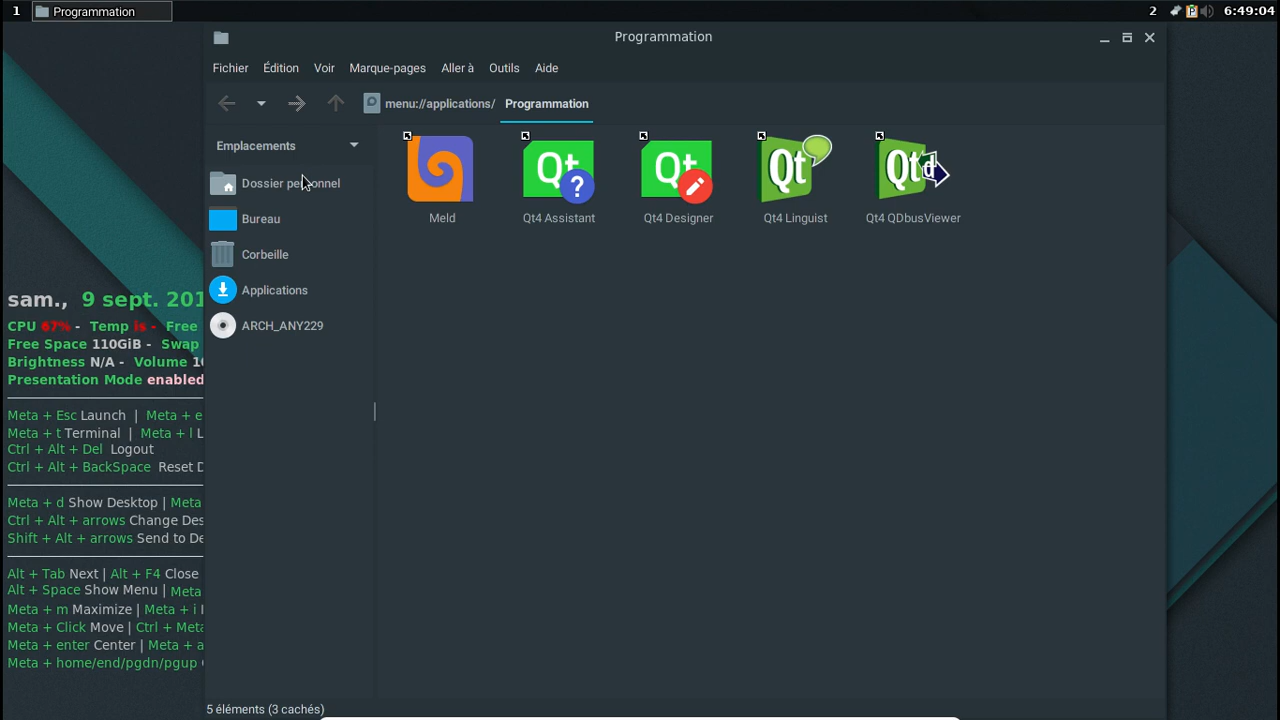 1 Programmation 2 6:49:04
Programmation
Fichier Édition Voir Marque-pages Aller à Outils Aide
menu://applications/ Programmation
Emplacements
Dossier personnel
Bureau
Corbeille
Applications
ARCH_ANY229
Meld Qt4 Assistant Qt4 Designer Qt4 Linguist Qt4 QDbusViewer
sam., 9 sept. 201
CPU 67% - Temp is - Free
Free Space 110GiB - Swap
Brightness N/A - Volume 1
Presentation Mode enabled
Meta + Esc Launch | Meta + e
Meta + t Terminal | Meta + l L
Ctrl + Alt + Del Logout
Ctrl + Alt + BackSpace Reset D
Meta + d Show Desktop | Meta
Ctrl + Alt + arrows Change Des
Shift + Alt + arrows Send to De
Alt + Tab Next | Alt + F4 Close
Alt + Space Show Menu | Meta
Meta + m Maximize | Meta + i
Meta + Click Move | Ctrl + Meta
Meta + enter Center | Meta + a
Meta + home/end/pgdn/pgup
5 éléments (3 cachés)